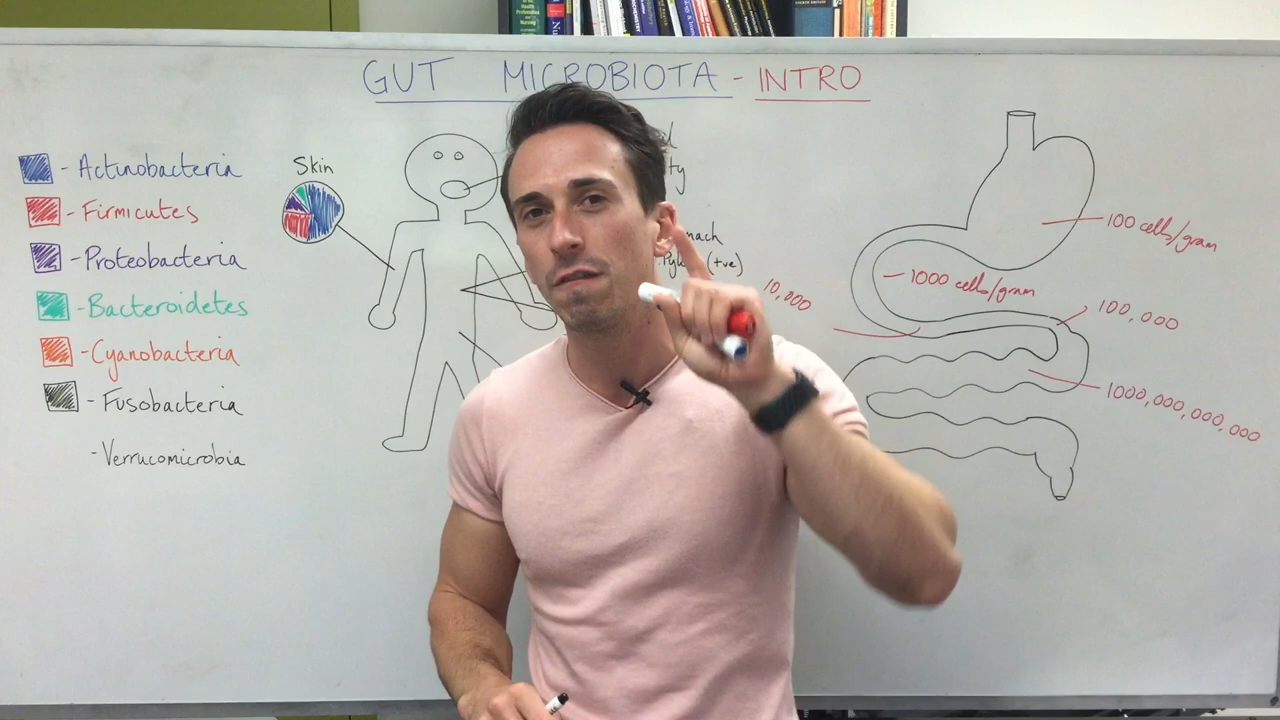 GUT MICROBIOTA - INTRO
- Actinobacteria
- Firmicutes
- Proteobacteria
- Bacteroidetes
- Cyanobacteria
- Fusobacteria
- Verrucomicrobia
Skin
(+ve)
100 cells/gram
1000 cells/gram
10,000
100,000
1000,000,000,000